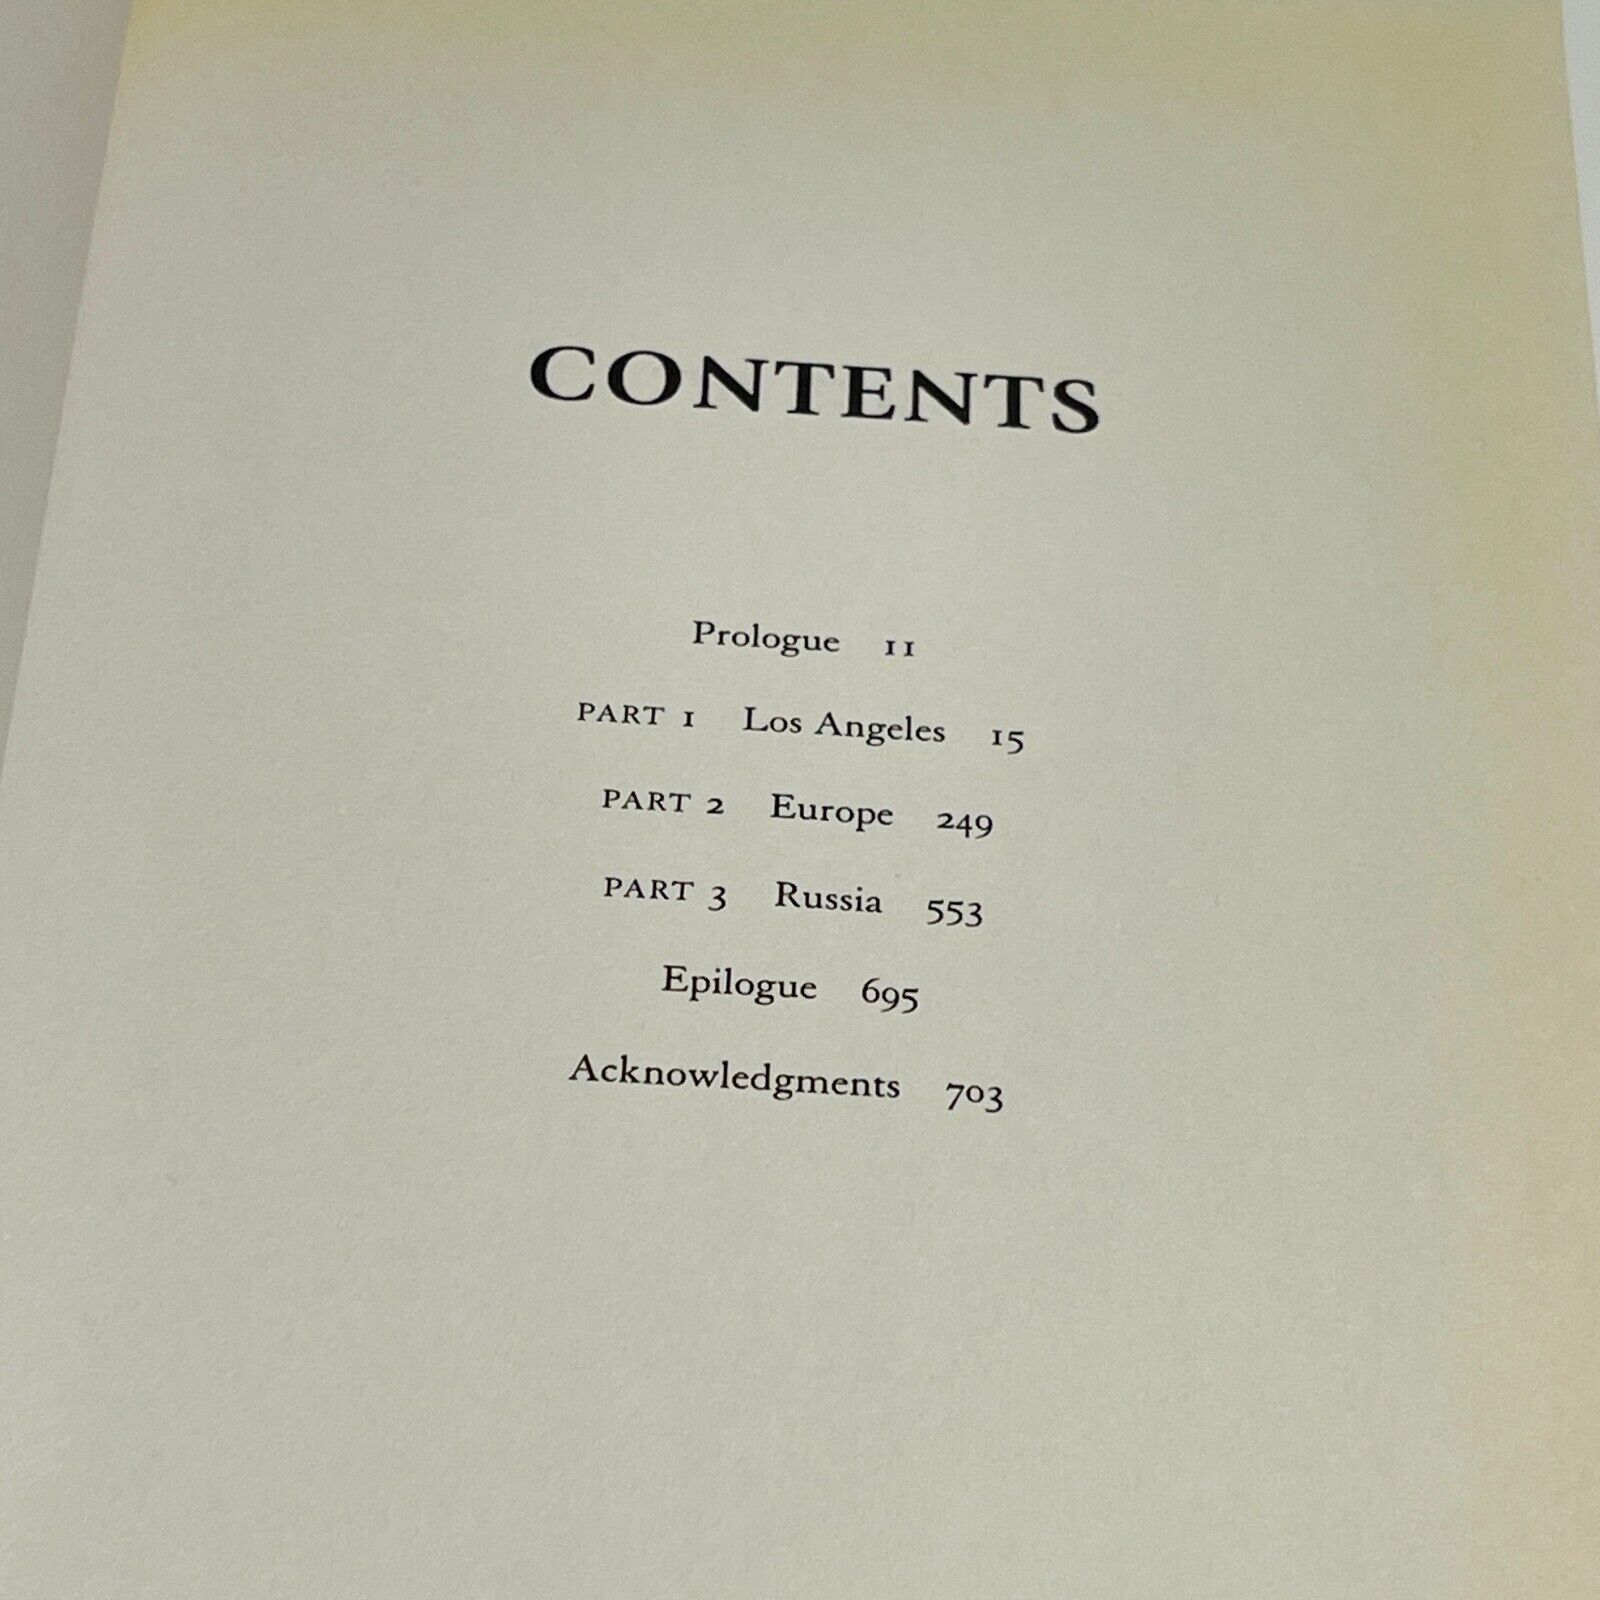 CONTENTS
Prologue 11
PART 1 Los Angeles 15
PART 2 Europe 249
PART 3 Russia 553
Epilogue 695
Acknowledgments 703